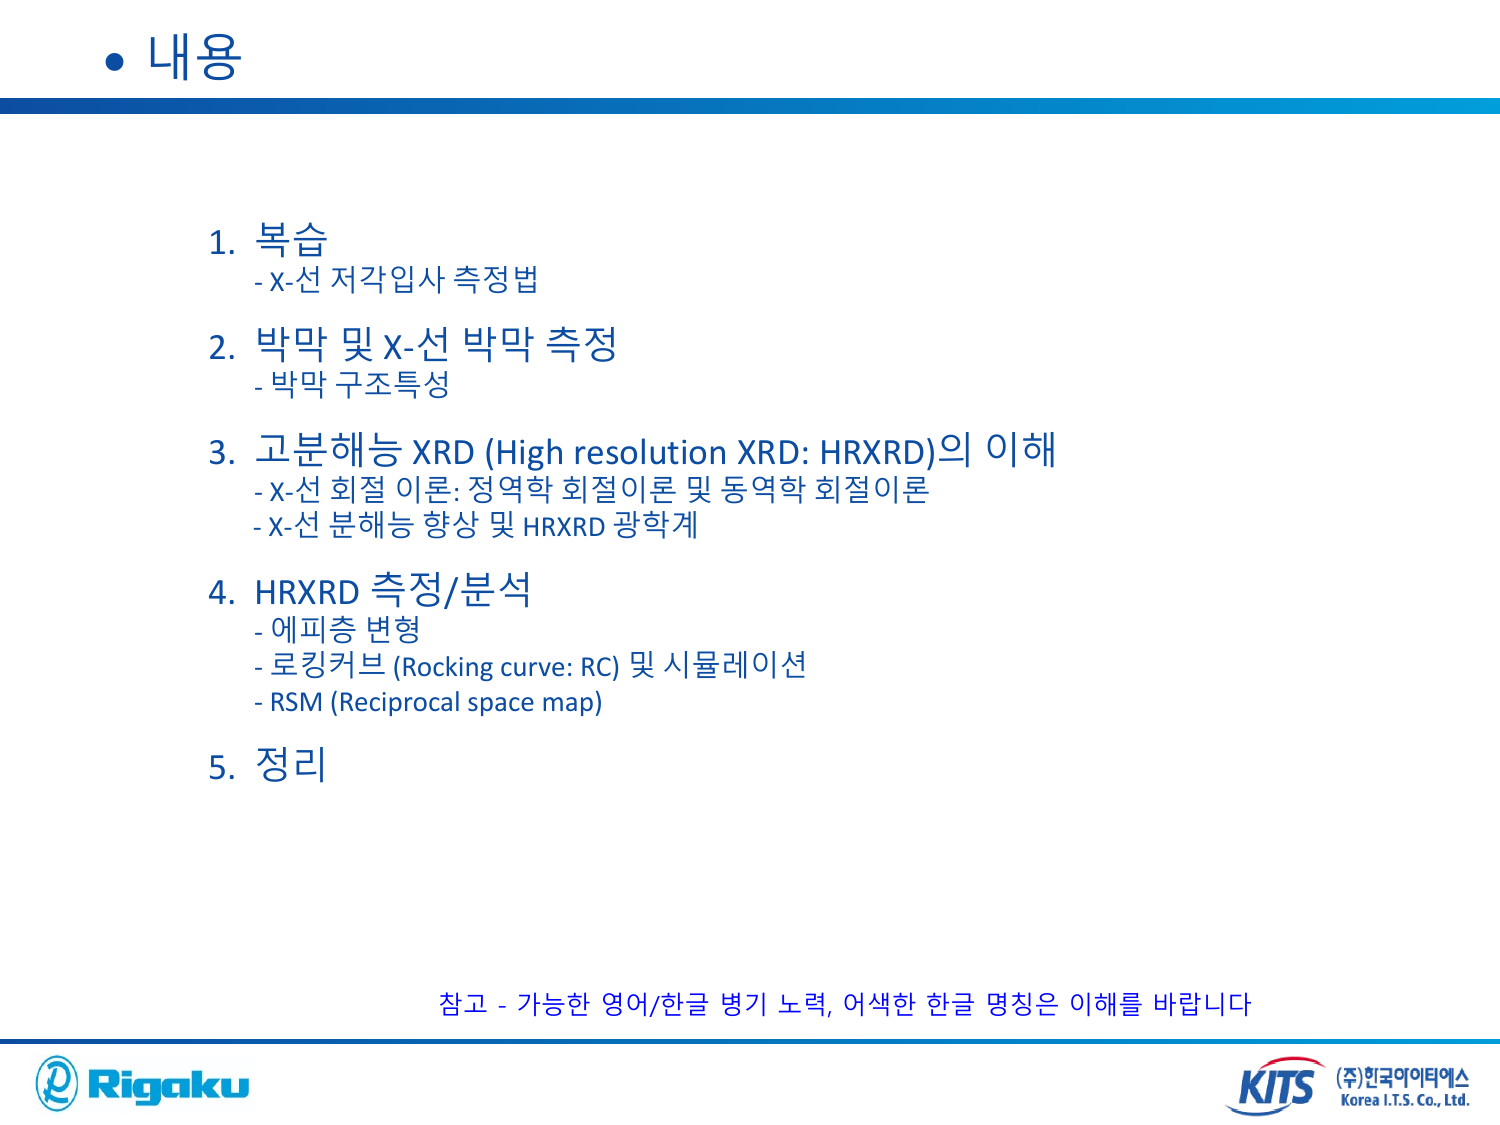 • 내용
1. 복습
- X-선 저각입사 측정법
2. 박막 및 X-선 박막 측정
- 박막 구조특성
3. 고분해능 XRD (High resolution XRD: HRXRD)의 이해
- X-선 회절 이론: 정역학 회절이론 및 동역학 회절이론
- X-선 분해능 향상 및 HRXRD 광학계
4. HRXRD 측정/분석
- 에피층 변형
- 로킹커브 (Rocking curve: RC) 및 시뮬레이션
- RSM (Reciprocal space map)
5. 정리
참고 - 가능한 영어/한글 병기 노력, 어색한 한글 명칭은 이해를 바랍니다
Rigaku
KITS (주)한국아이티에스
Korea I.T.S. Co., Ltd.